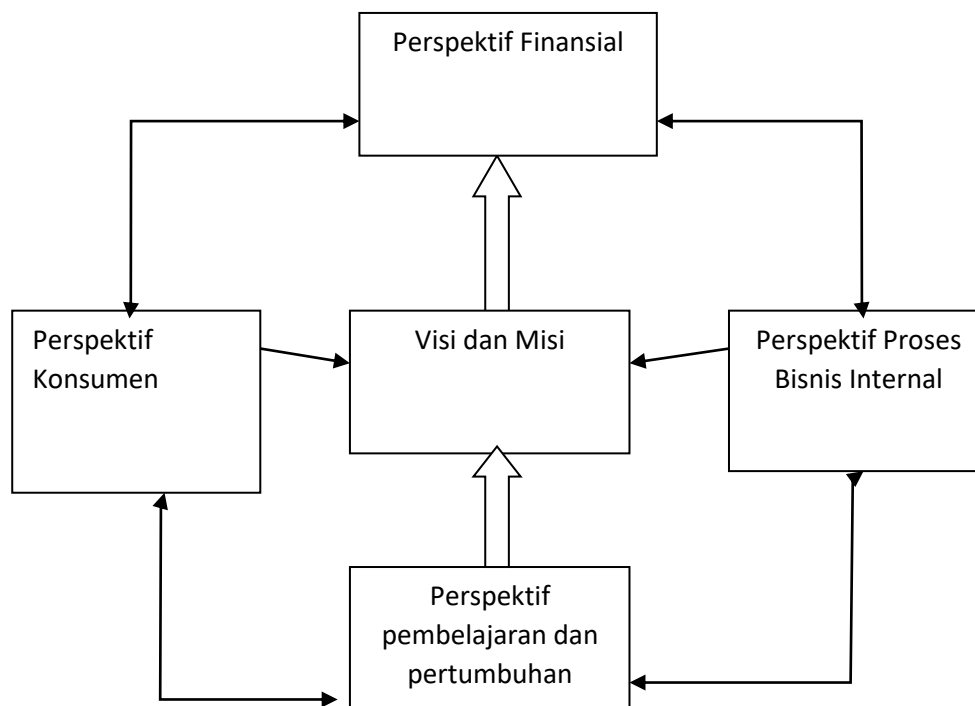 Perspektif Finansial
Perspektif
Konsumen
Visi dan Misi
Perspektif Proses
Bisnis Internal
Perspektif
pembelajaran dan
pertumbuhan